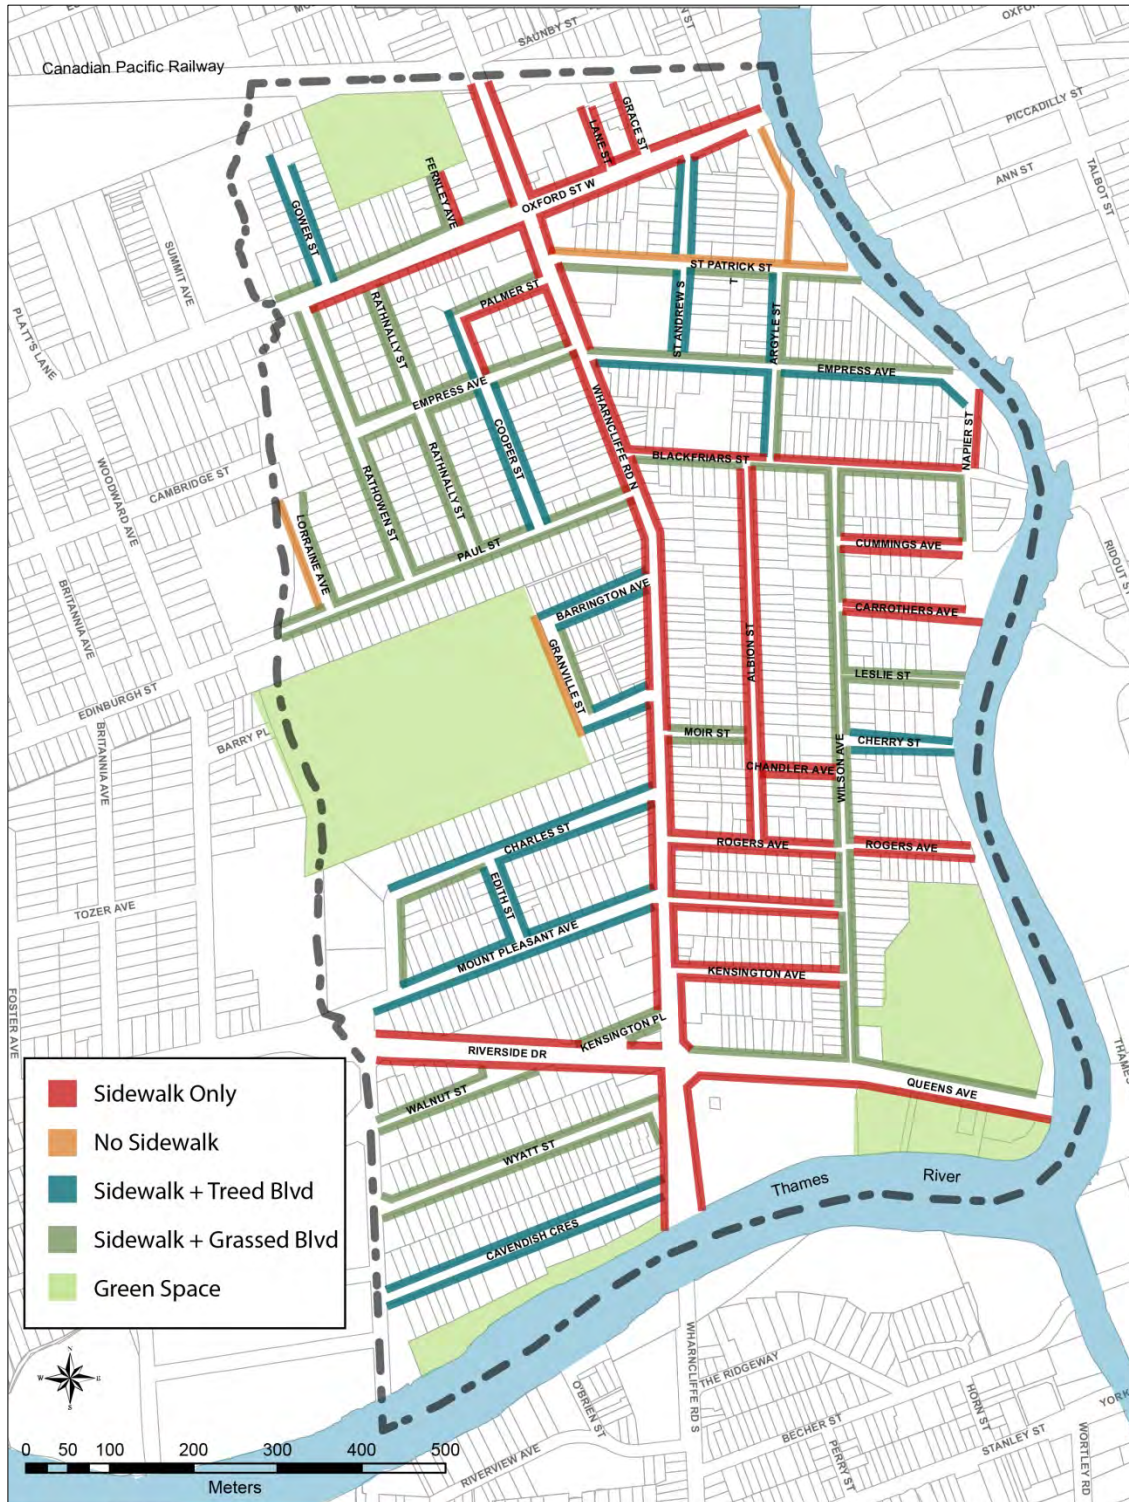 SAUNBY ST
OXFO
Canadian Pacific Railway
PICCADILLY ST
GRACE ST
LANE ST
ANN ST
TALBOT ST
FERNLEY AVE
OXFORD ST W
GOWER ST
SUMMIT AVE
ST PATRICK ST
T
PALMER ST
RATHNALLY ST
ST ANDREW S
ARGYLE ST
PLATT'S LANE
EMPRESS AVE
EMPRESS AVE
WHARNCLIFFE RD N
COOPER ST
NAPIER ST
RATHNALLY ST
BLACKFRIARS ST
WOODWARD AVE
CAMBRIDGE ST
RATHOWEN ST
LORRAINE AVE
PAUL ST
CUMMINGS AVE
RIDOUT ST
BRITANNIA AVE
BARRINGTON AVE
CARROTHERS AVE
ALBION ST
GRANVILLE ST
LESLIE ST
EDINBURGH ST
BARRY PL
BRITANNIA AVE
MOIR ST
CHERRY ST
WILSON AVE
CHANDLER AVE
CHARLES ST
ROGERS AVE
ROGERS AVE
EDITH ST
TOZER AVE
MOUNT PLEASANT AVE
KENSINGTON AVE
FOSTER AVE
KENSINGTON PL
RIVERSIDE DR
THAMES
QUEENS AVE
WALNUT ST
WYATT ST
Thames
River
CAVENDISH CRES
Sidewalk Only
No Sidewalk
Sidewalk + Treed Blvd
Sidewalk + Grassed Blvd
Green Space
N
W
E
S
WHARNCLIFFE RD S
THE RIDGEWAY
O'BRIEN ST
BECHER ST
HORN ST
YORK
STANLEY ST
PERRY ST
WORTLEY RD
RIVERVIEW AVE
0 50 100 200 300 400 500
Meters